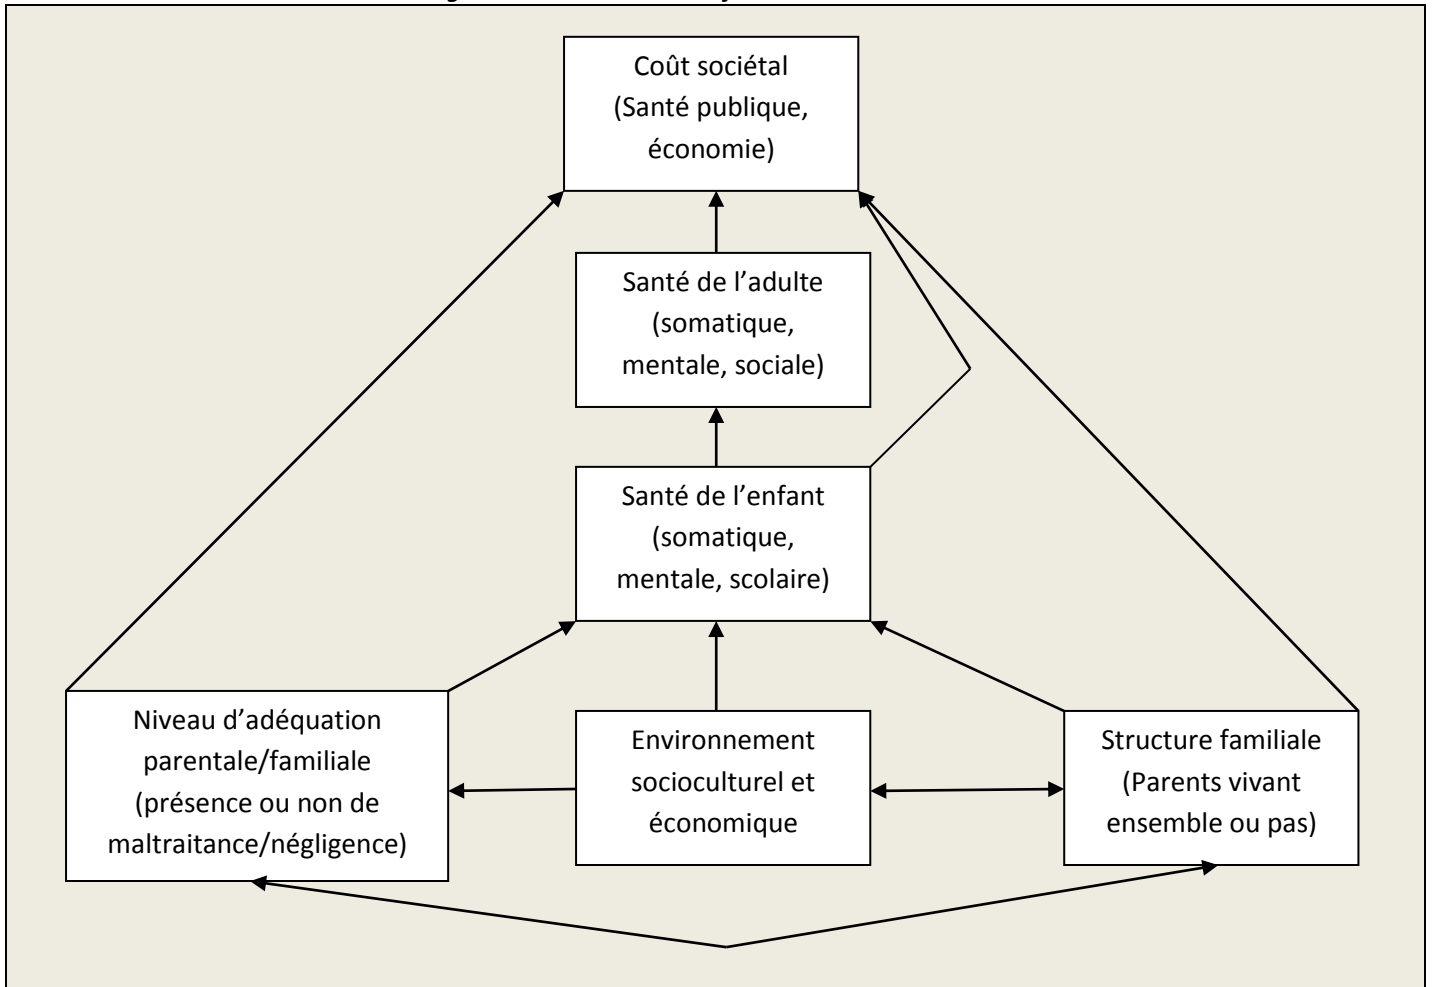 Coût sociétal
(Santé publique,
économie)
Santé de l’adulte
(somatique,
mentale, sociale)
Santé de l’enfant
(somatique,
mentale, scolaire)
Niveau d’adéquation
parentale/familiale
(présence ou non de
maltraitance/négligence)
Environnement
socioculturel et
économique
Structure familiale
(Parents vivant
ensemble ou pas)